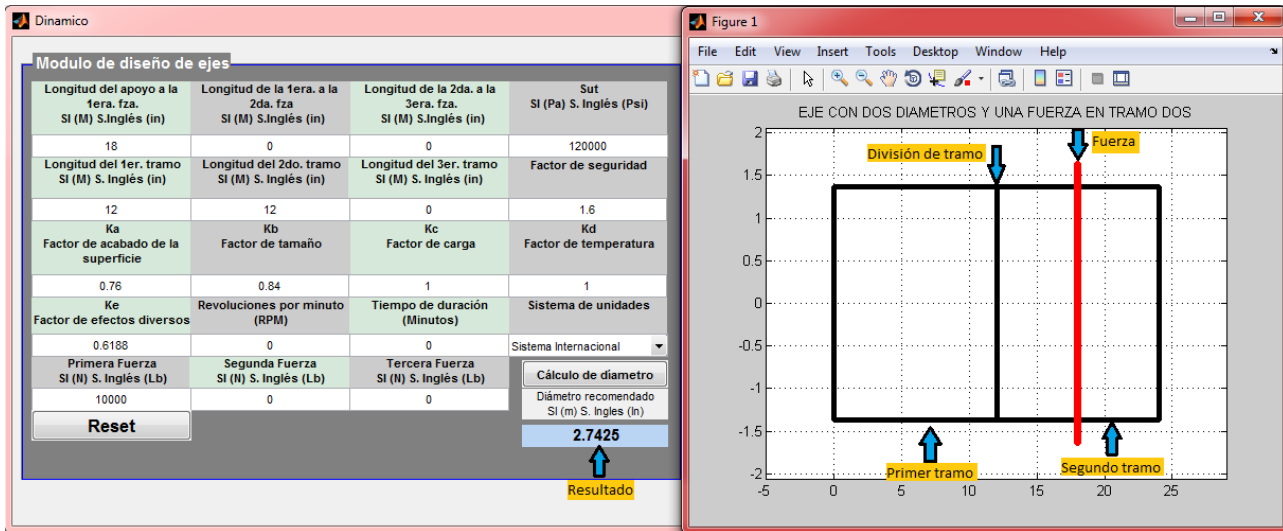 Dinamico
Modulo de diseño de ejes
Longitud del apoyo a la
1era. fza.
SI (M) S.Inglés (in)
Longitud de la 1era. a la
2da. fza
SI (M) S.Inglés (in)
Longitud de la 2da. a la
3era. fza.
SI (M) S.Inglés (in)
Sut
SI (Pa) S. Inglés (Psi)
18
0
0
120000
Longitud del 1er. tramo
SI (M) S. Inglés (in)
Longitud del 2do. tramo
SI (M) S. Inglés (in)
Longitud del 3er. tramo
SI (M) S. Inglés (in)
Factor de seguridad
12
12
0
1.6
Ka
Factor de acabado de la
superficie
Kb
Factor de tamaño
Kc
Factor de carga
Kd
Factor de temperatura
0.76
0.84
1
1
Ke
Factor de efectos diversos
Revoluciones por minuto
(RPM)
Tiempo de duración
(Minutos)
Sistema de unidades
0.6188
0
0
Sistema Internacional
Primera Fuerza
SI (N) S. Inglés (Lb)
Segunda Fuerza
SI (N) S. Inglés (Lb)
Tercera Fuerza
SI (N) S. Inglés (Lb)
Cálculo de diametro
10000
0
0
Diámetro recomendado
SI (m) S. Ingles (In)
Reset
2.7425
Resultado
Figure 1
File Edit View Insert Tools Desktop Window Help
EJE CON DOS DIAMETROS Y UNA FUERZA EN TRAMO DOS
División de tramo
Fuerza
2
1.5
1
0.5
0
-0.5
-1
-1.5
-2
Primer tramo
Segundo tramo
-5 0 5 10 15 20 25